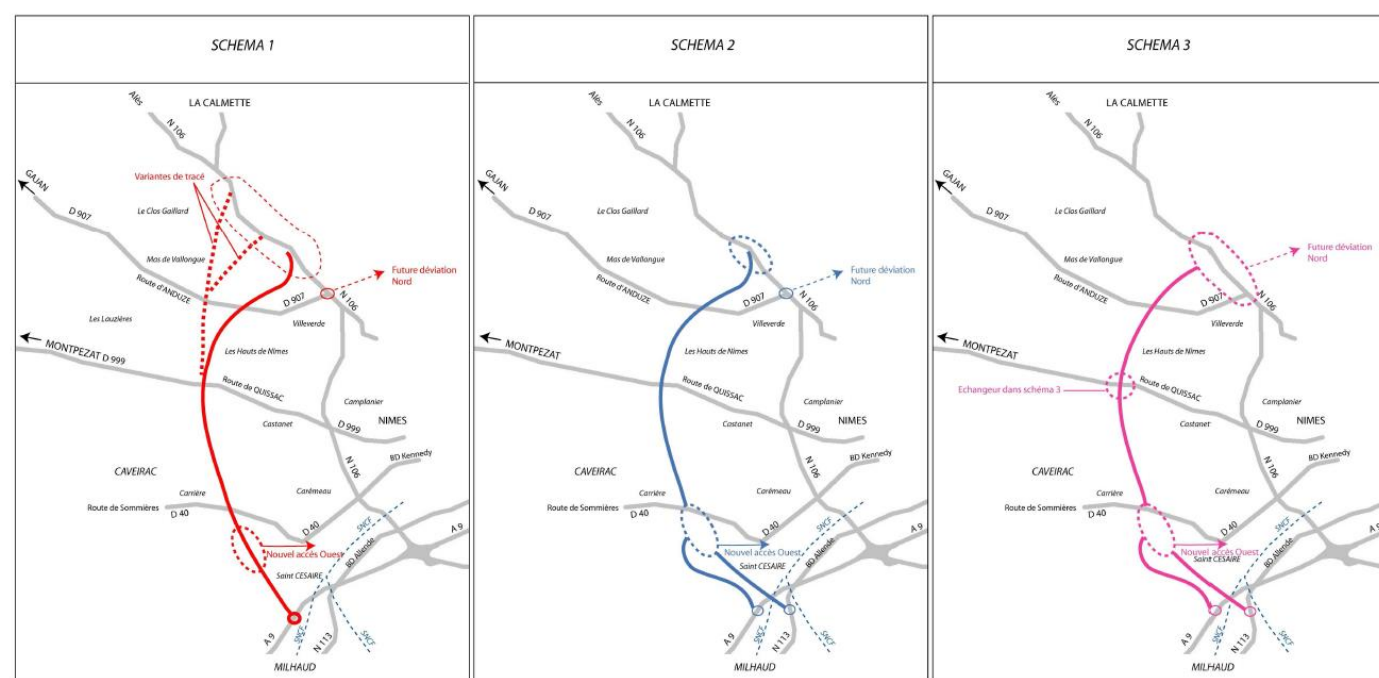 SCHEMA 1
LA CALMETTE
Alès
N 106
Variantes de tracé
GAJAN
D 907
Le Clos Gaillard
Mas de Vallongue
Future déviation
Nord
Route d'ANDUZE
D 907
N 106
Villeverde
Les Lauzières
MONTPEZAT D 999
Les Hauts de Nîmes
Route de QUISSAC
Camplanier
Castanet
D 999
NIMES
CAVEIRAC
N 106
BD Kennedy
Carrière
Carémeau
Route de Sommières
D 40
D 40
SNCF
A 9
Nouvel accès Ouest
BD Allende
Saint CESAIRE
A 9
SNCF
N 113
SNCF
MILHAUD
SCHEMA 2
LA CALMETTE
Alès
N 106
GAJAN
D 907
Le Clos Gaillard
Mas de Vallangue
Future déviation
Nord
Route d'ANDUZE
D 907
N 106
Villeverde
MONTPEZAT
Les Hauts de Nîmes
Route de QUISSAC
Camplanier
Castanet
D 999
NIMES
CAVEIRAC
N 106
BD Kennedy
Carrière
Carémeau
Route de Sommières
D 40
D 40
SNCF
A 9
Nouvel accès Ouest
BD Allende
Saint CESAIRE
A 9
SNCF
N 113
SNCF
MILHAUD
SCHEMA 3
LA CALMETTE
Alès
N 106
GAJAN
D 907
Le Clos Gaillard
Mas de Vallangue
Future déviation
Nord
Route d'ANDUZE
D 907
N 106
Villeverde
MONTPEZAT
Les Hauts de Nîmes
Echangeur dans schéma 3
Route de QUISSAC
Camplanier
Castanet
D 999
NIMES
CAVEIRAC
N 106
BD Kennedy
Carrière
Carémeau
Route de Sommières
D 40
D 40
SNCF
A 9
Nouvel accès Ouest
BD Allende
Saint CESAIRE
A 9
SNCF
N 113
SNCF
MILHAUD